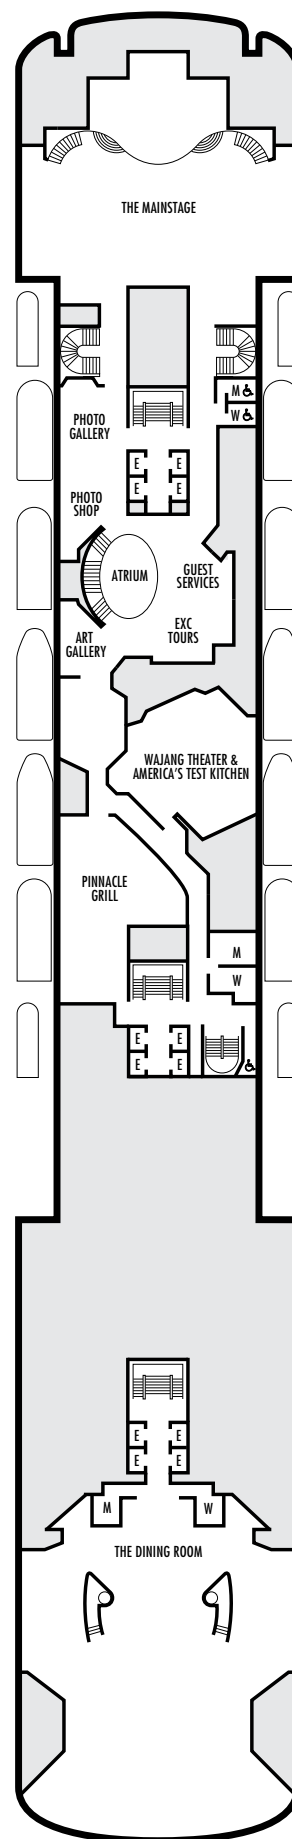 THE MAINSTAGE
M
W
PHOTO
GALLERY
E E
E E
PHOTO
SHOP
ATRIUM
GUEST
SERVICES
EXC
TOURS
ART
GALLERY
WAJANG THEATER &
AMERICA'S TEST KITCHEN
PINNACLE
GRILL
M
W
E E
E E
E E
E E
M W
THE DINING ROOM